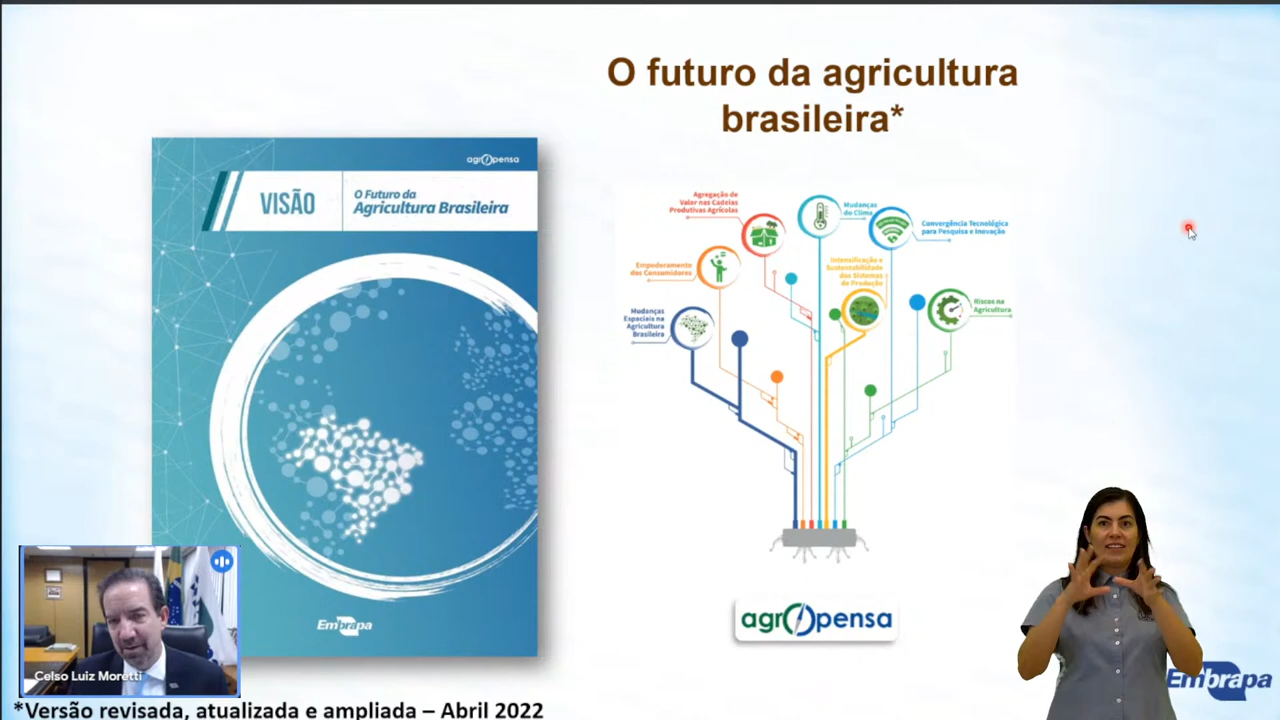 O futuro da agricultura
brasileira*
agropensa
VISÃO
O Futuro da
Agricultura Brasileira
Embrapa
Agregação de
Valor nas Cadeias
Produtivas Agrícolas
Mudanças
do Clima
Convergência Tecnológica
para Pesquisa e Inovação
Empoderamento
dos Consumidores
Intensificação e
Sustentabilidade
dos Sistemas
de Produção
Mudanças
Espaciais na
Agricultura
Brasileira
Riscos na
Agricultura
agropensa
Celso Luiz Moretti
Embrapa
*Versão revisada, atualizada e ampliada – Abril 2022